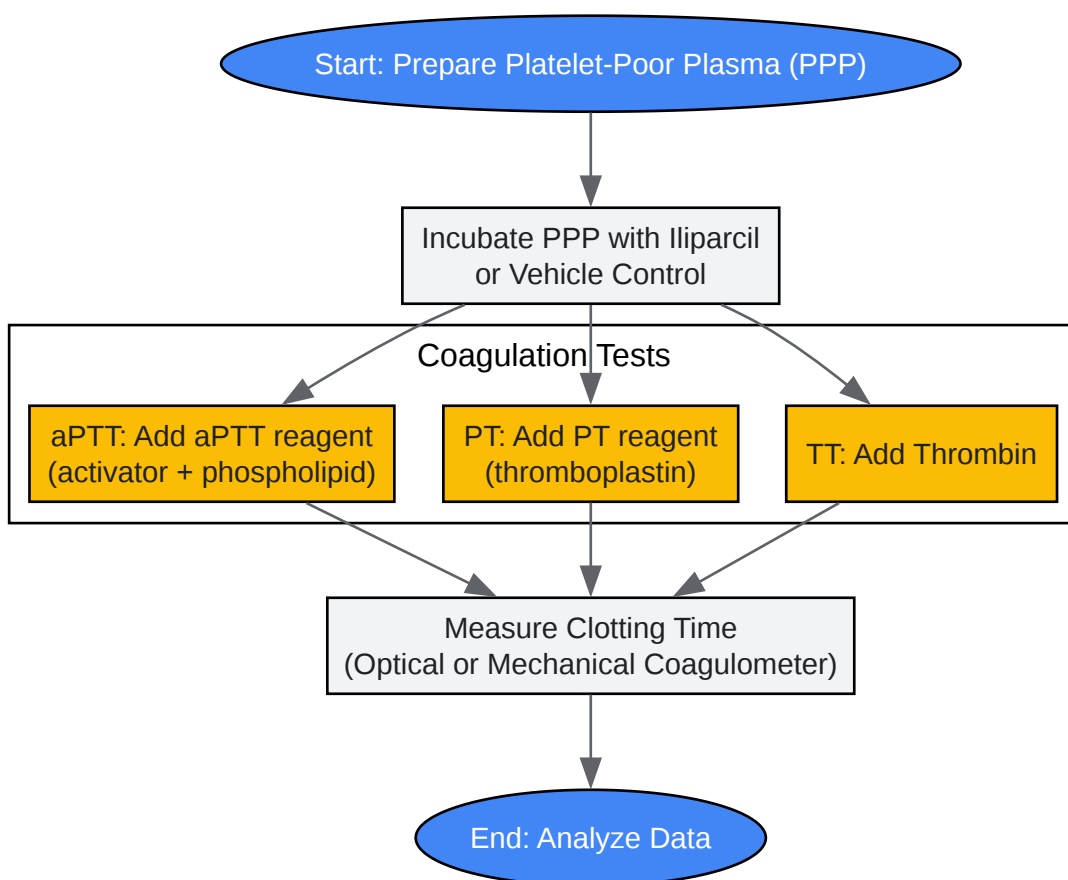 Start: Prepare Platelet-Poor Plasma (PPP)
Incubate PPP with Iliparcil
or Vehicle Control
Coagulation Tests
aPTT: Add aPTT reagent
(activator + phospholipid)
PT: Add PT reagent
(thromboplastin)
TT: Add Thrombin
Measure Clotting Time
(Optical or Mechanical Coagulometer)
End: Analyze Data